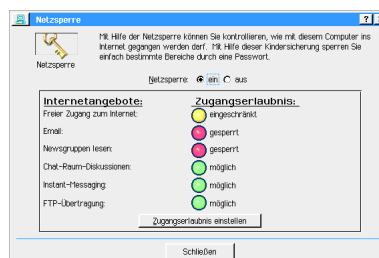 Netzsperre
Mit Hilfe der Netzsperre können Sie kontrollieren, wie mit diesem Computer ins
Internet gegangen werden darf. Mit Hilfe dieser Kindersicherung sperren Sie
einfach bestimmte Bereiche durch eine Passwort.
Netzsperre
Netzsperre: ein aus
Internetangebote: Zugangserlaubnis:
Freier Zugang zum Internet: eingeschränkt
Email: gesperrt
Newsgruppen lesen: gesperrt
Chat-Raum-Diskussionen: möglich
Instant-Messaging: möglich
FTP-Übertragung: möglich
Zugangserlaubnis einstellen
Schließen